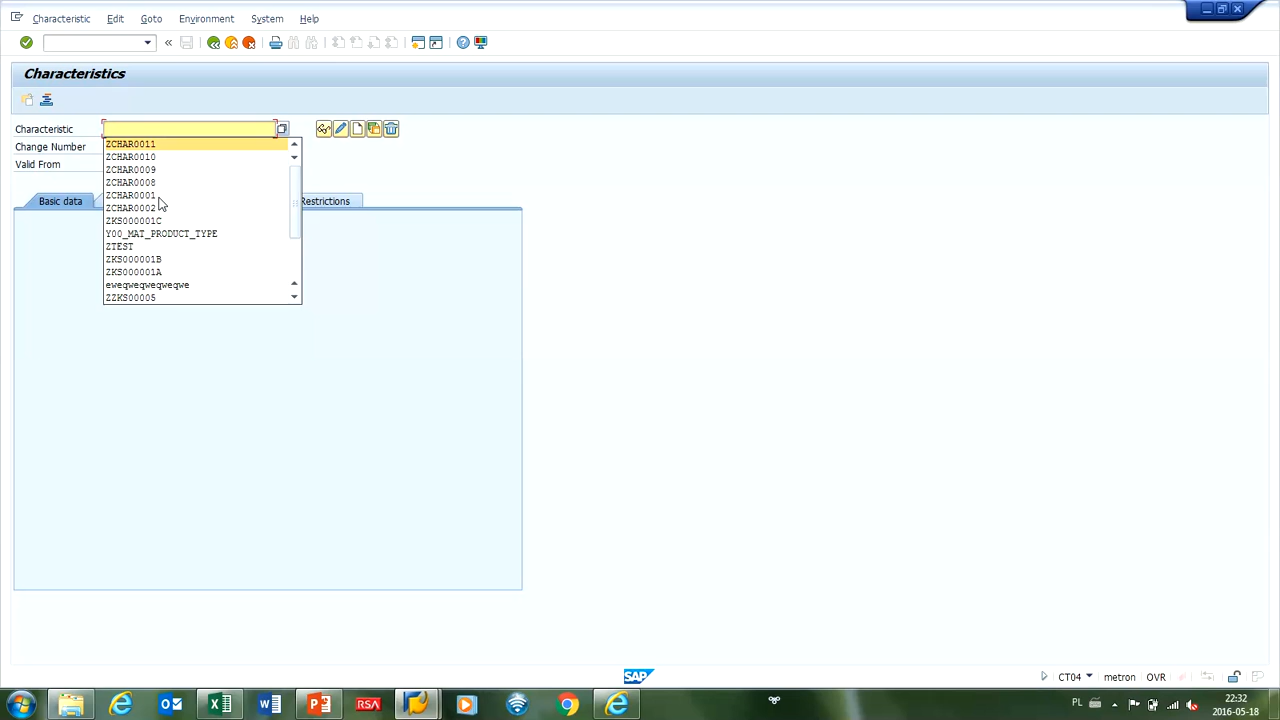 Characteristic Edit Goto Environment System Help
Characteristics
Characteristic
ZCHAR0011
Change Number
ZCHAR0010
Valid From
ZCHAR0009
ZCHAR0008
ZCHAR0001
Basic data
Restrictions
ZCHAR0002
ZKS000001C
Y00_MAT_PRODUCT_TYPE
ZTEST
ZKS000001B
ZKS000001A
eweqweqweqweqwe
ZZKS00005
SAP
CT04 metron OVR
RSA
PL
22:32
2016-05-18